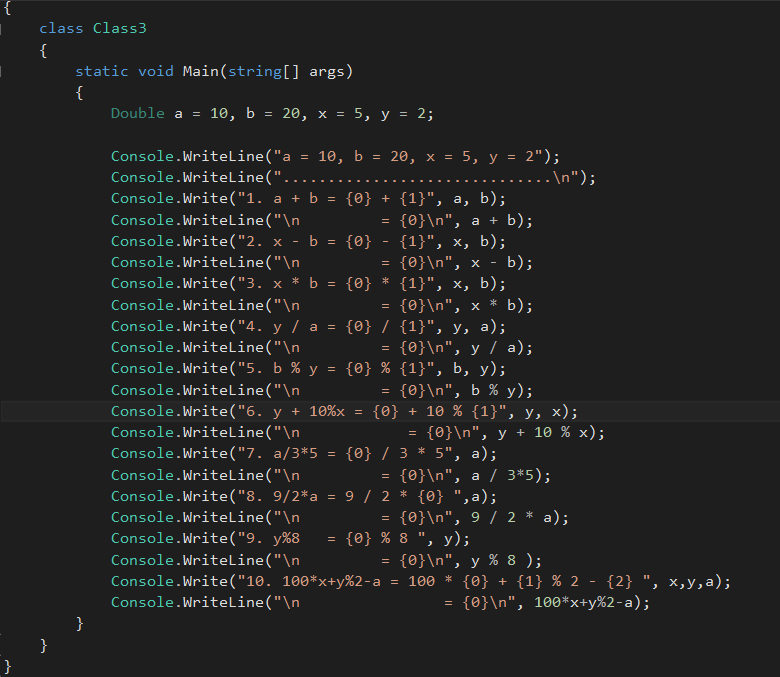 {
    class Class3
    {
        static void Main(string[] args)
        {
            Double a = 10, b = 20, x = 5, y = 2;

            Console.WriteLine("a = 10, b = 20, x = 5, y = 2");
            Console.WriteLine("..............................\n");
            Console.Write("1. a + b = {0} + {1}", a, b);
            Console.WriteLine("\n         = {0}\n", a + b);
            Console.Write("2. x - b = {0} - {1}", x, b);
            Console.WriteLine("\n         = {0}\n", x - b);
            Console.Write("3. x * b = {0} * {1}", x, b);
            Console.WriteLine("\n         = {0}\n", x * b);
            Console.Write("4. y / a = {0} / {1}", y, a);
            Console.WriteLine("\n         = {0}\n", y / a);
            Console.Write("5. b % y = {0} % {1}", b, y);
            Console.WriteLine("\n         = {0}\n", b % y);
            Console.Write("6. y + 10%x = {0} + 10 % {1}", y, x);
            Console.WriteLine("\n            = {0}\n", y + 10 % x);
            Console.Write("7. a/3*5 = {0} / 3 * 5", a);
            Console.WriteLine("\n         = {0}\n", a / 3*5);
            Console.Write("8. 9/2*a = 9 / 2 * {0} ",a);
            Console.WriteLine("\n         = {0}\n", 9 / 2 * a);
            Console.Write("9. y%8   = {0} % 8 ", y);
            Console.WriteLine("\n         = {0}\n", y % 8 );
            Console.Write("10. 100*x+y%2-a = 100 * {0} + {1} % 2 - {2} ", x,y,a);
            Console.WriteLine("\n                = {0}\n", 100*x+y%2-a);
        }
    }
}